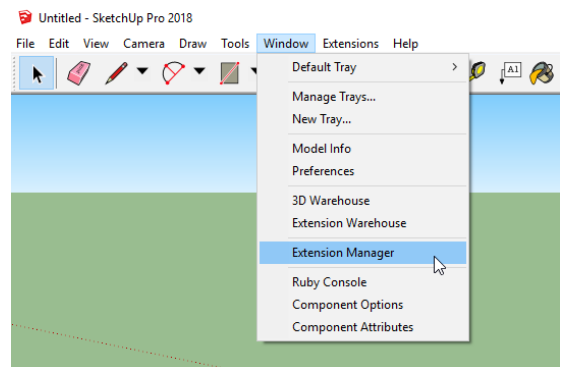 Untitled - SketchUp Pro 2018
File Edit View Camera Draw Tools Window Extensions Help
A1
Default Tray
Manage Trays...
New Tray...
Model Info
Preferences
3D Warehouse
Extension Warehouse
Extension Manager
Ruby Console
Component Options
Component Attributes